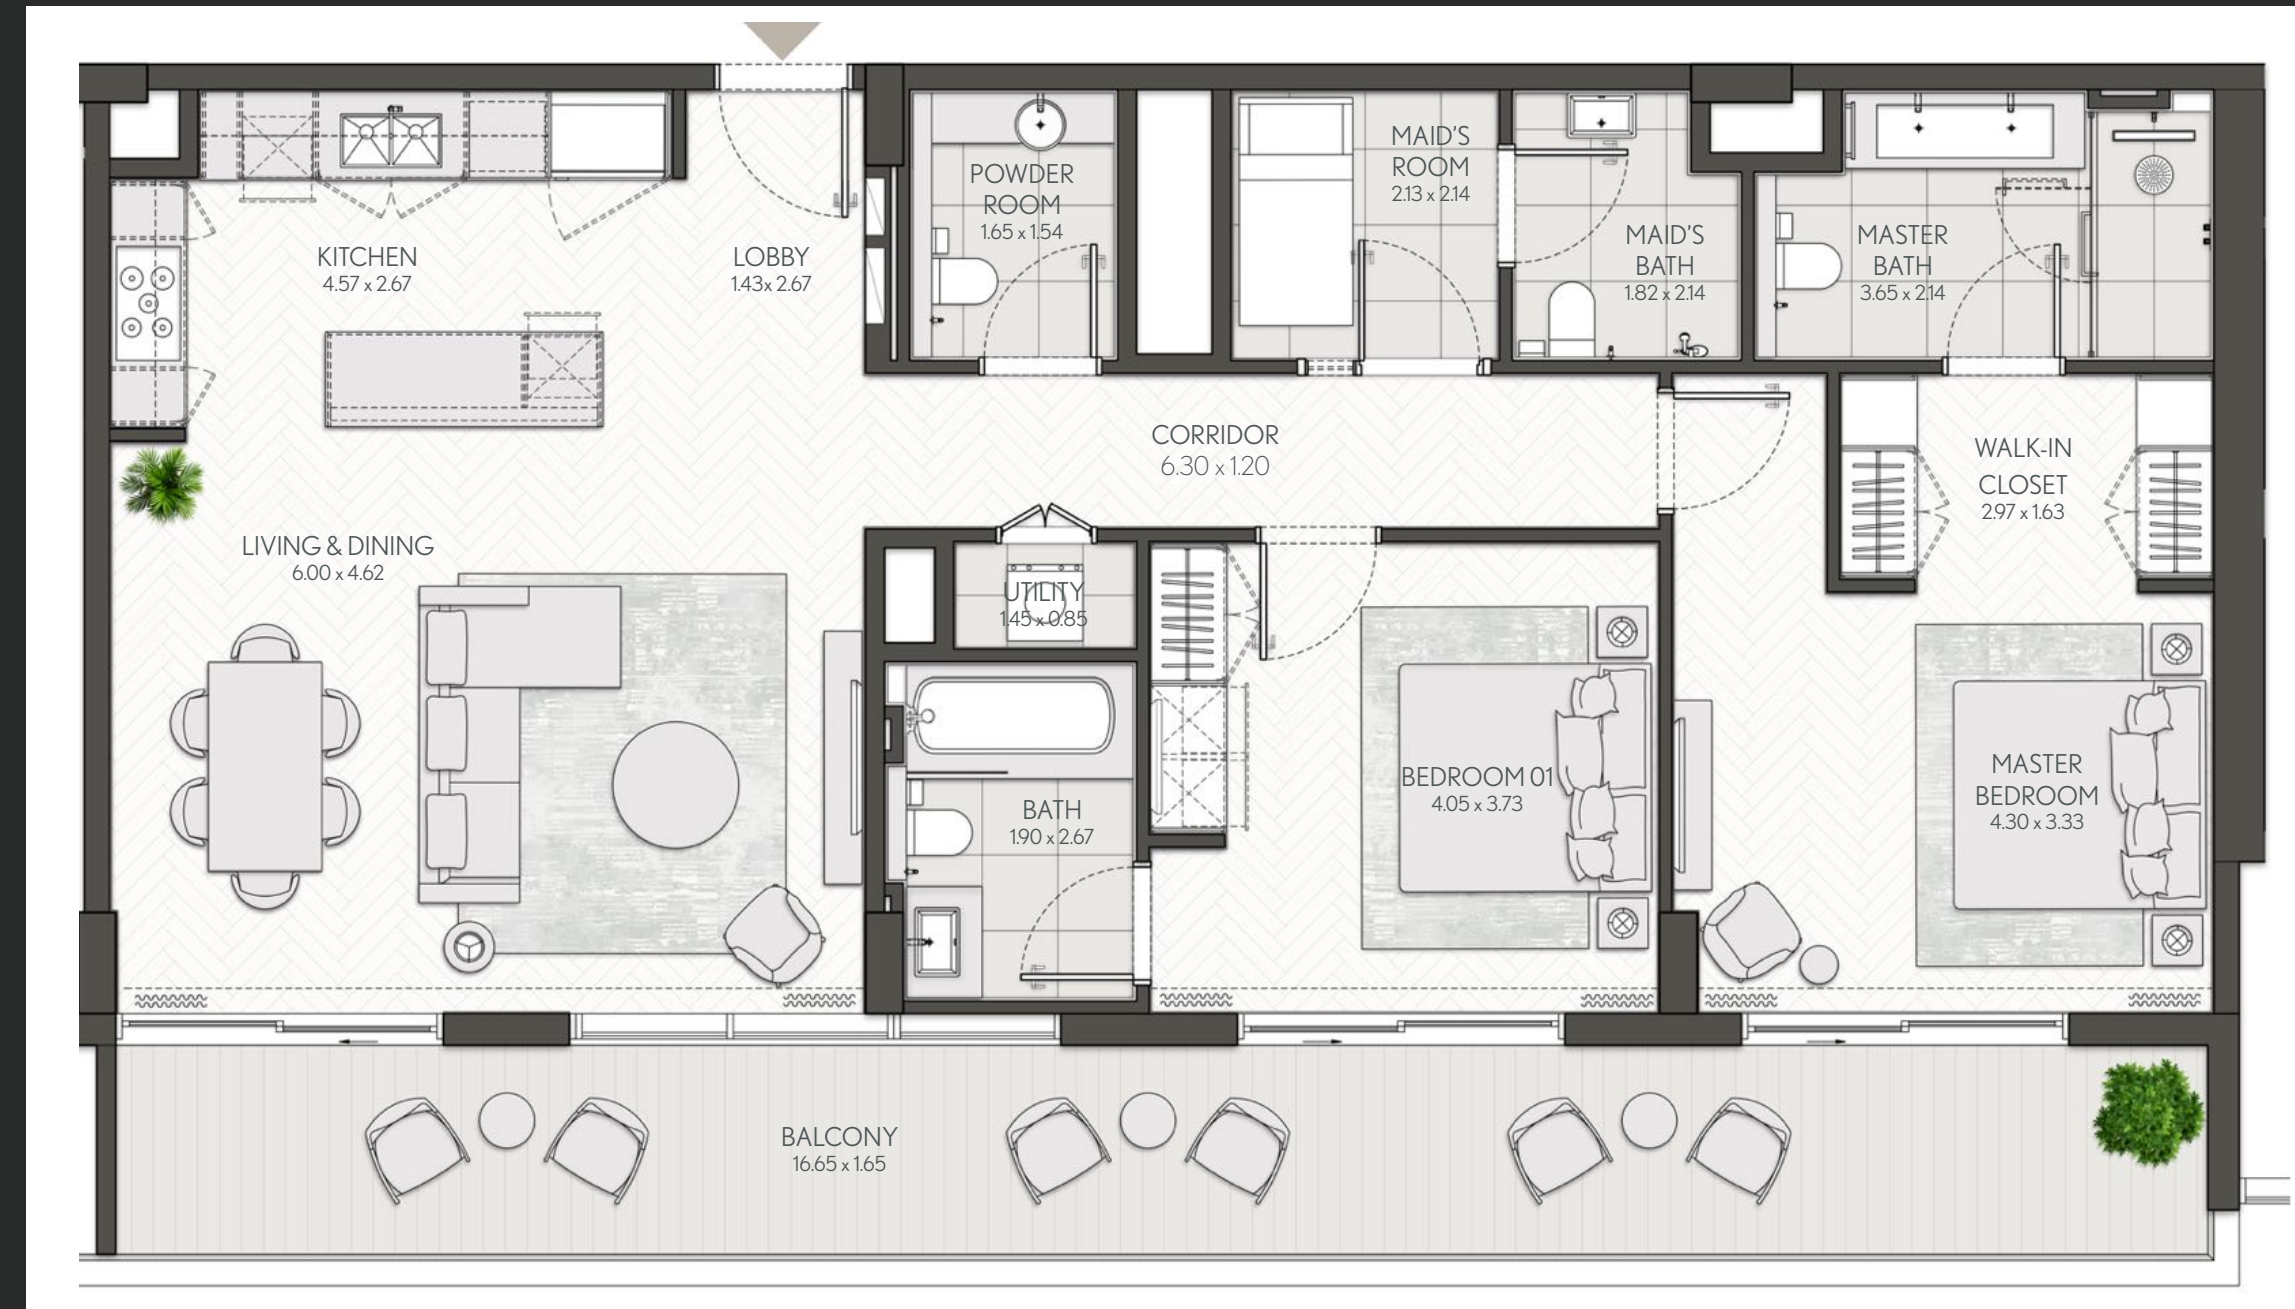 KITCHEN
4.57 x 2.67
LOBBY
1.43x 2.67
POWDER
ROOM
1.65 x 1.54
MAID'S
ROOM
2.13 x 2.14
MAID'S
BATH
1.82 x 2.14
MASTER
BATH
3.65 x 2.14
CORRIDOR
6.30 x 1.20
WALK-IN
CLOSET
2.97 x 1.63
LIVING & DINING
6.00 x 4.62
UTILITY
1.45 x 0.85
BATH
1.90 x 2.67
BEDROOM 01
4.05 x 3.73
MASTER
BEDROOM
4.30 x 3.33
BALCONY
16.65 x 1.65